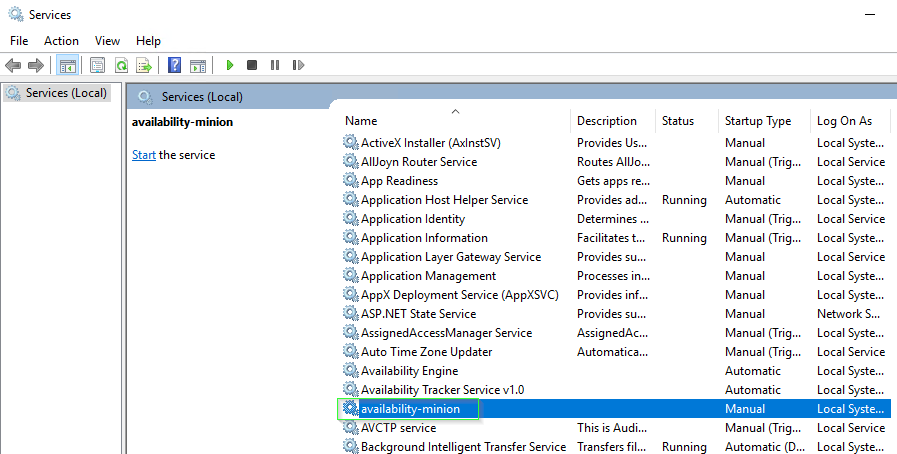 Services
File Action View Help
Services (Local)
Services (Local)
availability-minion
Start the service
Name Description Status Startup Type Log On As
ActiveX Installer (AxInstSV) Provides Us... Manual Local Syste...
AllJoyn Router Service Routes AllJo... Manual (Trig... Local Service
App Readiness Gets apps re... Manual Local Syste...
Application Host Helper Service Provides ad... Running Automatic Local Syste...
Application Identity Determines ... Manual (Trig... Local Service
Application Information Facilitates t... Running Manual (Trig... Local Syste...
Application Layer Gateway Service Provides su... Manual Local Service
Application Management Processes in... Manual Local Syste...
AppX Deployment Service (AppXSVC) Provides inf... Manual Local Syste...
ASP.NET State Service Provides su... Manual Network S...
AssignedAccessManager Service AssignedAc... Manual (Trig... Local Syste...
Auto Time Zone Updater Automatica... Manual (Trig... Local Service
Availability Engine Automatic Local Syste...
Availability Tracker Service v1.0 Automatic Local Syste...
availability-minion Manual Local Syste...
AVCTP service This is Audi... Manual (Trig... Local Service
Background Intelligent Transfer Service Transfers fil... Running Automatic (D... Local Syste...